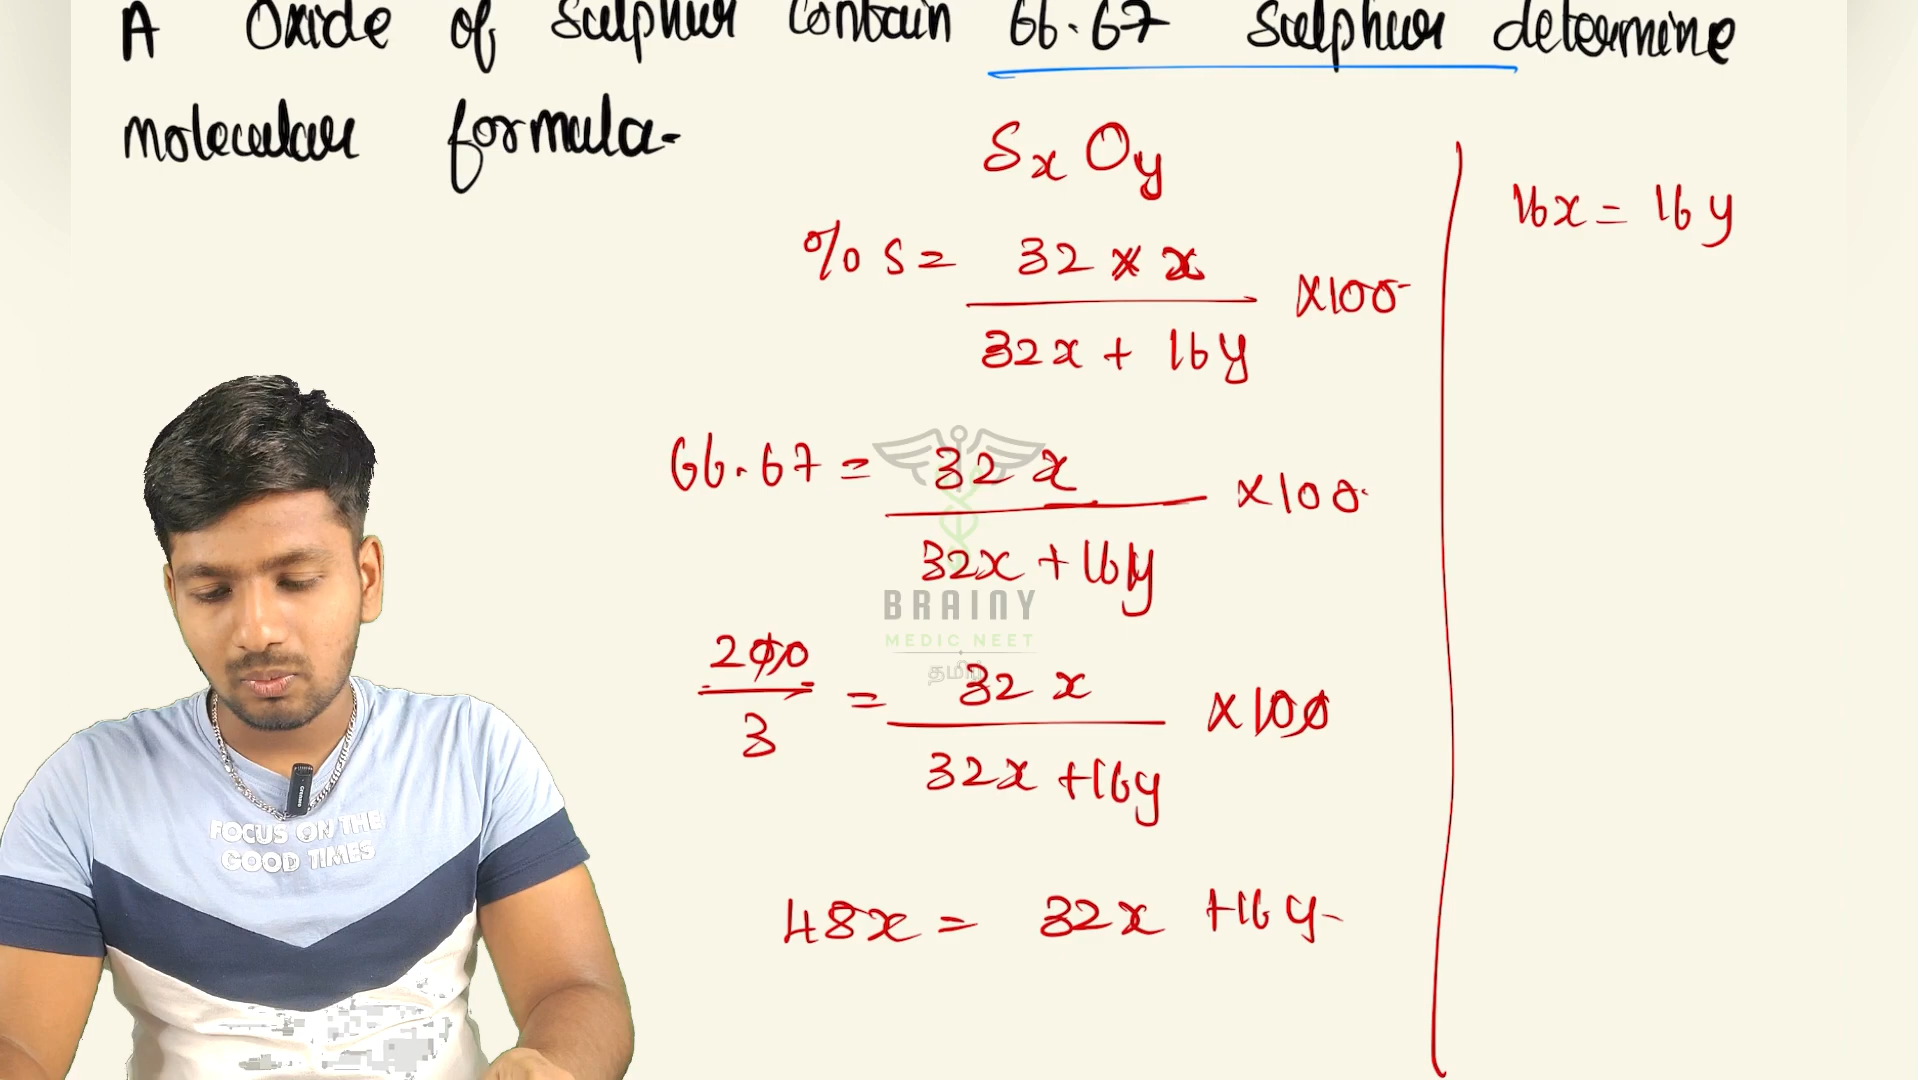 A Oxide of Sulphur Contain 66.67 Sulphur determine
molecular formula.
SxOy
% S = 32 × x / 32x + 16y ×100
66.67 = 32x / 32x + 16y ×100
200 / 3 = 32x / 32x + 16y ×100
48x = 32x + 16y
16x = 16y
BRAINY
MEDIC NEET
தமிழ்
FOCUS ON THE
GOOD TIMES